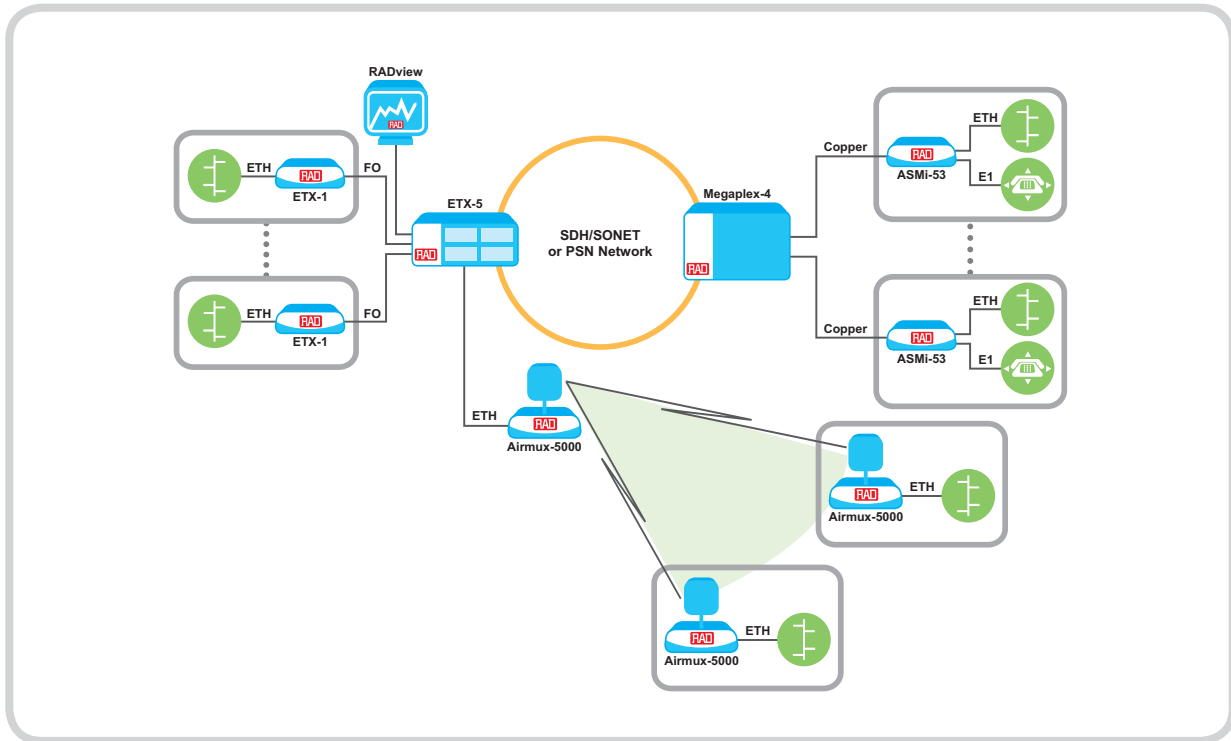 RADview
RAD
ETH
RAD
FO
ETX-1
ETH
RAD
FO
ETX-1
ETX-5
RAD
SDH/SONET
or PSN Network
Megaplex-4
RAD
Copper
RAD
ASMi-53
ETH
E1
Copper
RAD
ASMi-53
ETH
E1
ETH
RAD
Airmux-5000
RAD
Airmux-5000
ETH
RAD
Airmux-5000
ETH